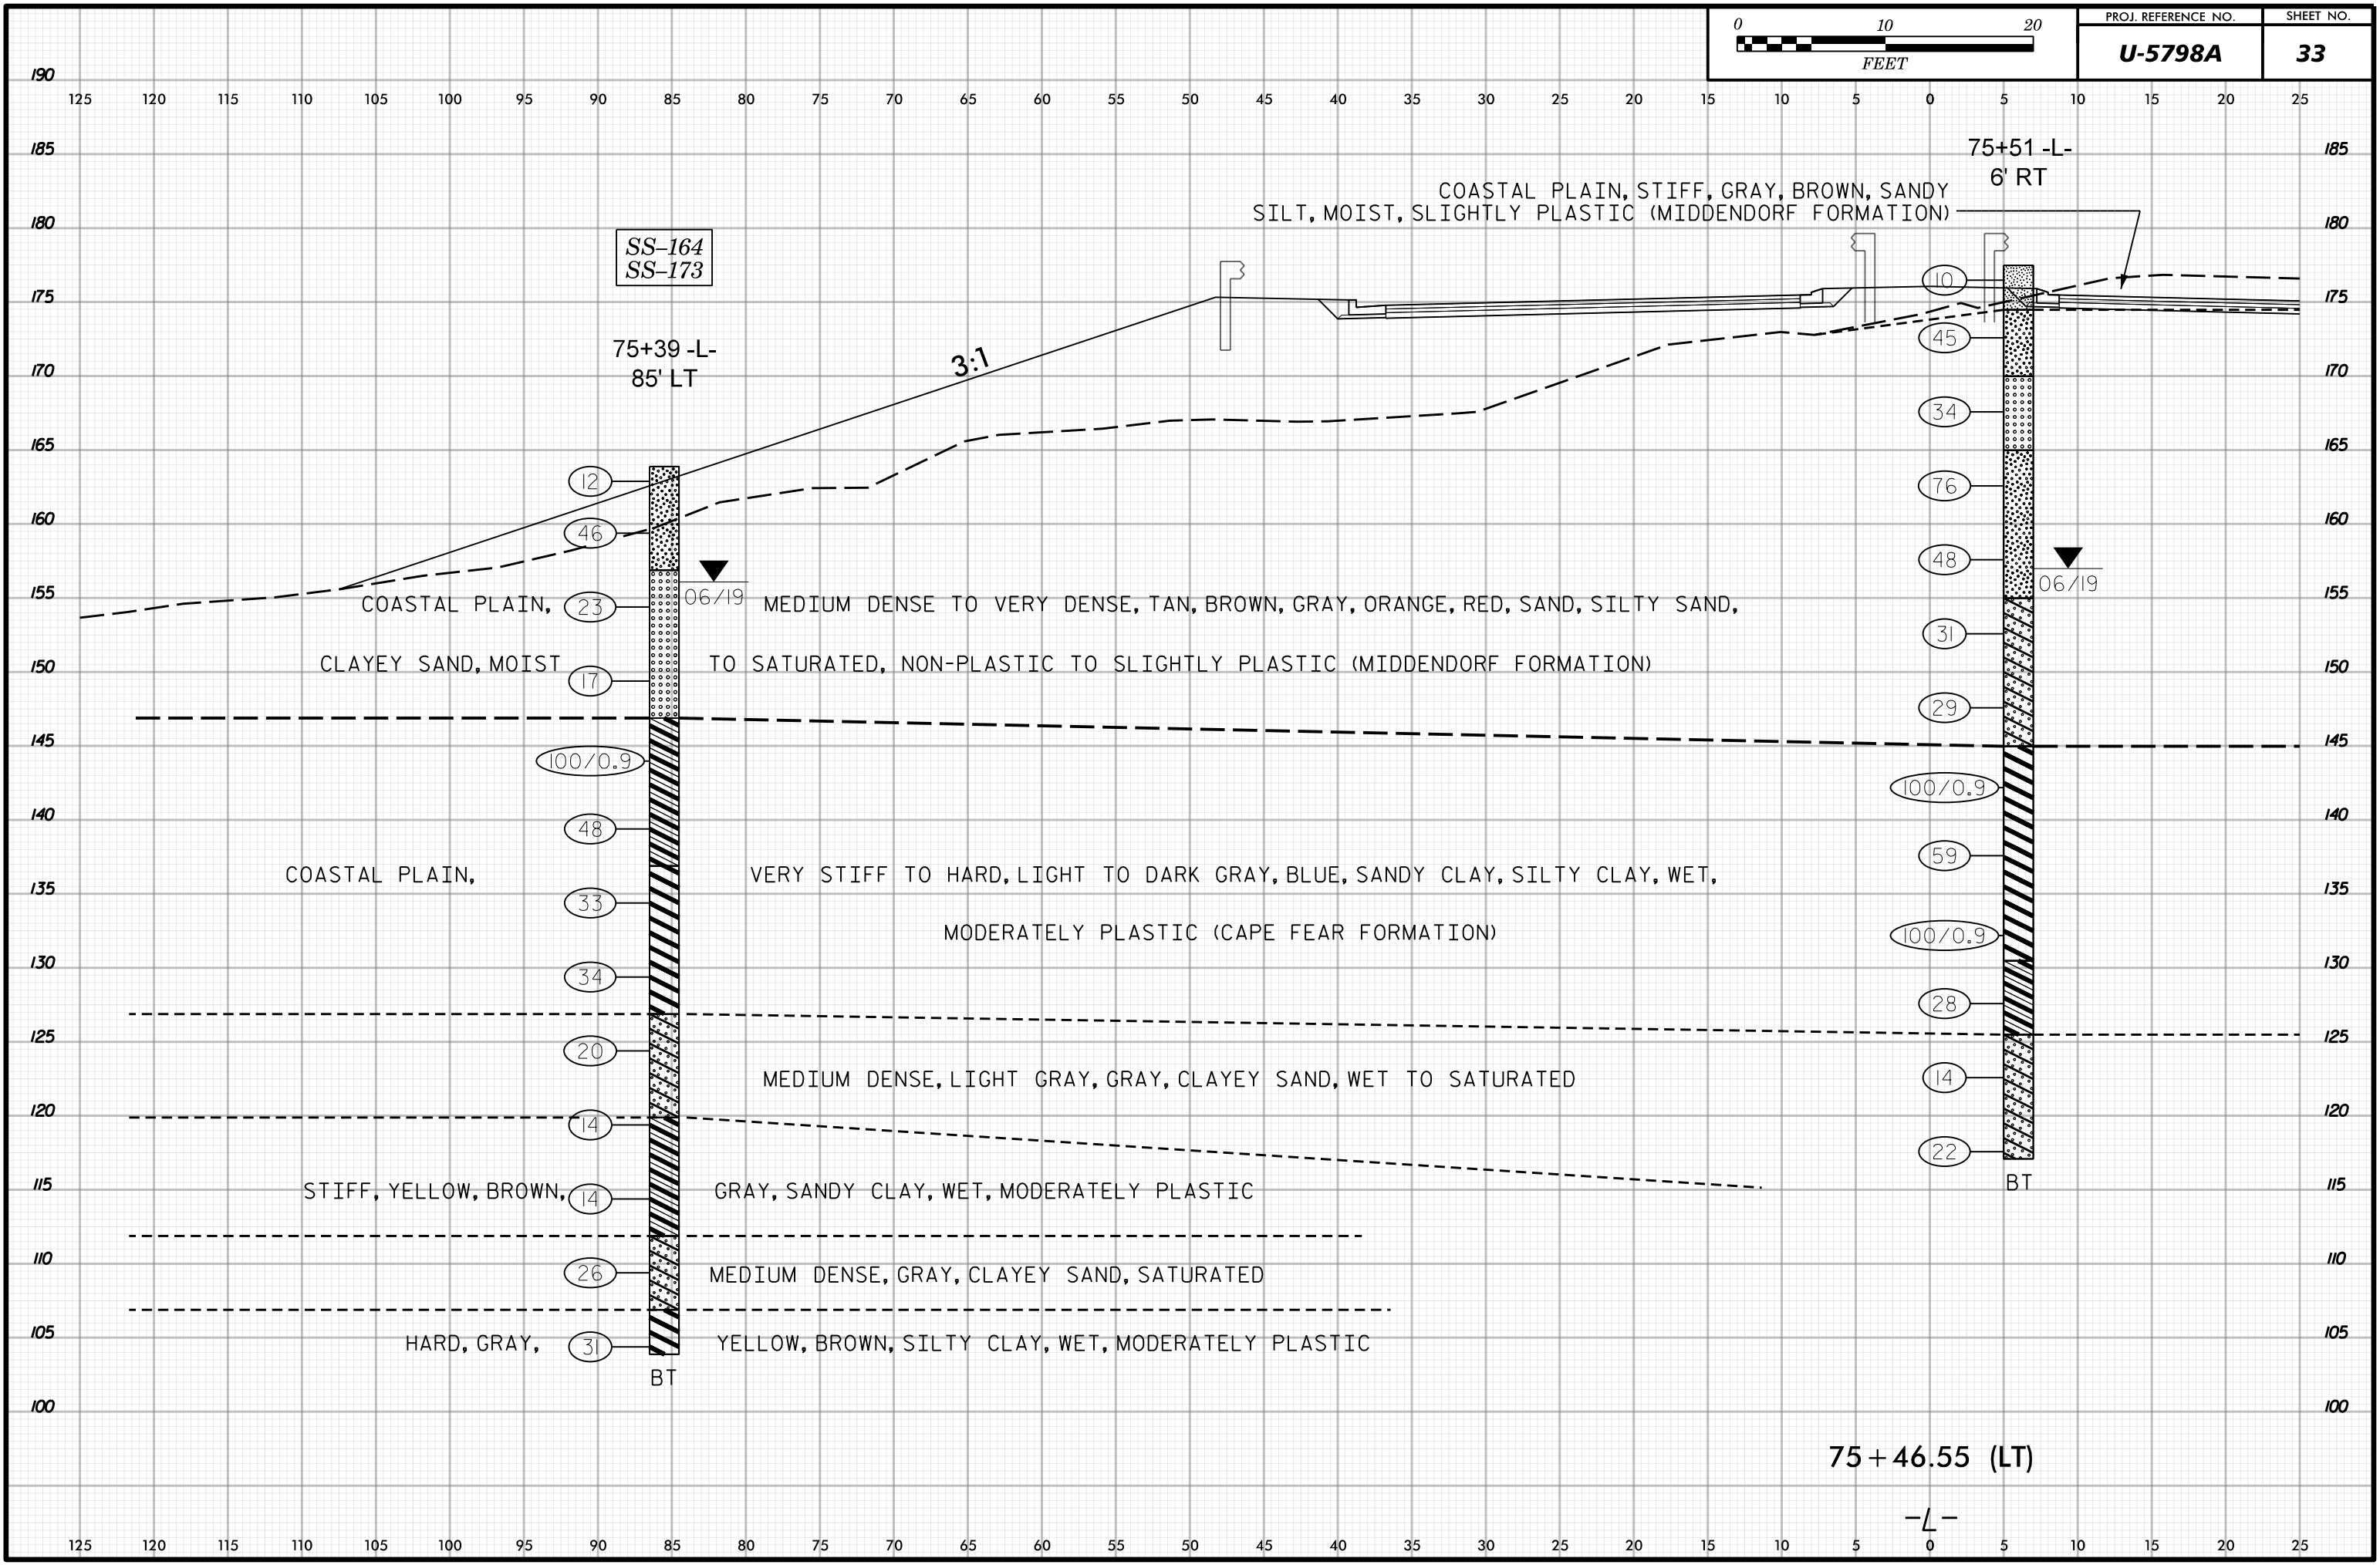 0 10 20
FEET
PROJ. REFERENCE NO.
SHEET NO.
U-5798A
33
190
125 120 115 110 105 100 95 90 85 80 75 70 65 60 55 50 45 40 35 30 25 20 15 10 5 0 5 10 15 20 25
185 185
75+51 -L-
6' RT
COASTAL PLAIN, STIFF, GRAY, BROWN, SANDY
SILT, MOIST, SLIGHTLY PLASTIC (MIDDENDORF FORMATION)
180 180
SS-164
SS-173
10
175 175
75+39 -L-
85' LT
3:1
45
170 170
34
165 165
12
76
160 160
46
48
06/19
06/19
155 155
COASTAL PLAIN, 23 MEDIUM DENSE TO VERY DENSE, TAN, BROWN, GRAY, ORANGE, RED, SAND, SILTY SAND,
31
150 150
CLAYEY SAND, MOIST TO SATURATED, NON-PLASTIC TO SLIGHTLY PLASTIC (MIDDENDORF FORMATION)
17
29
145 145
100/0.9
100/0.9
140 140
48
59
COASTAL PLAIN, VERY STIFF TO HARD, LIGHT TO DARK GRAY, BLUE, SANDY CLAY, SILTY CLAY, WET,
135 135
33
MODERATELY PLASTIC (CAPE FEAR FORMATION)
100/0.9
130 130
34
28
125 125
20
MEDIUM DENSE, LIGHT GRAY, GRAY, CLAYEY SAND, WET TO SATURATED
14
120 120
14
22
BT
115 115
STIFF, YELLOW, BROWN, 14 GRAY, SANDY CLAY, WET, MODERATELY PLASTIC
110 110
26 MEDIUM DENSE, GRAY, CLAYEY SAND, SATURATED
105 105
HARD, GRAY, 31 YELLOW, BROWN, SILTY CLAY, WET, MODERATELY PLASTIC
BT
100 100
75+46.55 (LT)
-L-
125 120 115 110 105 100 95 90 85 80 75 70 65 60 55 50 45 40 35 30 25 20 15 10 5 0 5 10 15 20 25